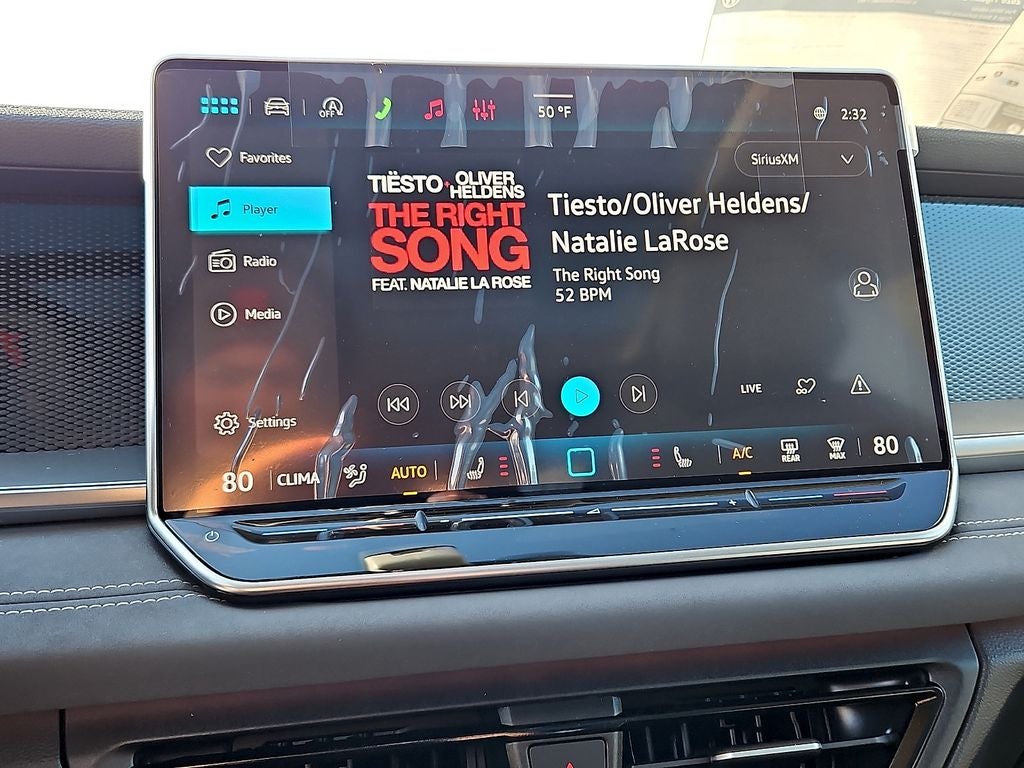 OFF
50 °F
2:32
Favorites
SiriusXM
Player
Radio
Media
Settings
TIËSTO + OLIVER
HELDENS
THE RIGHT
SONG
FEAT. NATALIE LA ROSE
Tiesto/Oliver Heldens/
Natalie LaRose
The Right Song
52 BPM
LIVE
80
CLIMA
AUTO
A/C
REAR
MAX
80